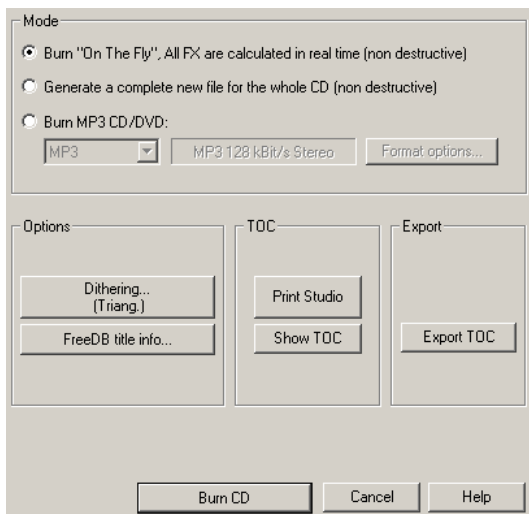 Mode
Burn "On The Fly", All FX are calculated in real time (non destructive)
Generate a complete new file for the whole CD (non destructive)
Burn MP3 CD/DVD:
MP3 MP3 128 kBit/s Stereo Format options...
Options TOC Export
Dithering...
(Triang.)
Print Studio
FreeDB title info... Show TOC Export TOC
Burn CD Cancel Help